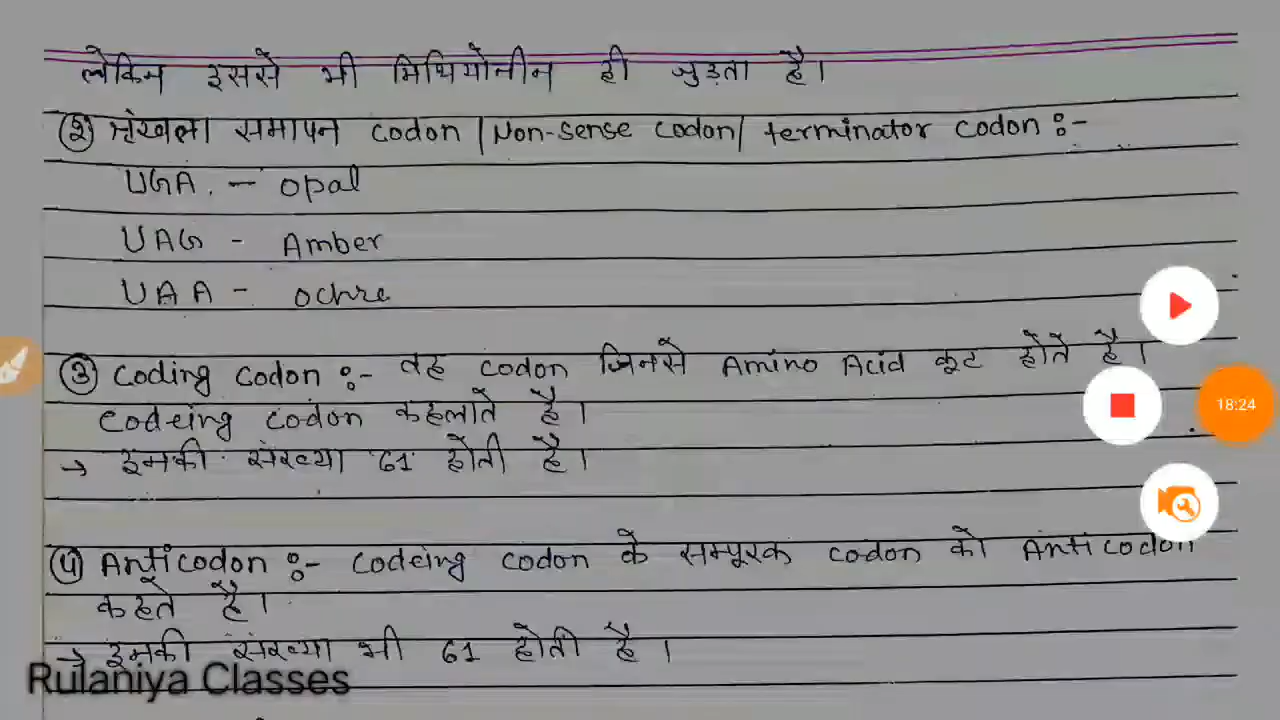 लेकिन इससे भी मिथियोनीन ही जुड़ता है।
② श्रृंखला समापन codon / Non-sense codon / terminator codon :-
UGA. - opal
UAG - Amber
UAA - ochre
③ Coding Codon :- वह codon जिनसे Amino Acid कूट होते है।
Codeing codon कहलाते है।
→ इनकी संख्या 61 होती है।
18:24
④ Anticodon :- Codeing codon के सम्पूरक codon को Anticodon
कहते है।
→ इनकी संख्या भी 61 होती है।
Rulaniya Classes